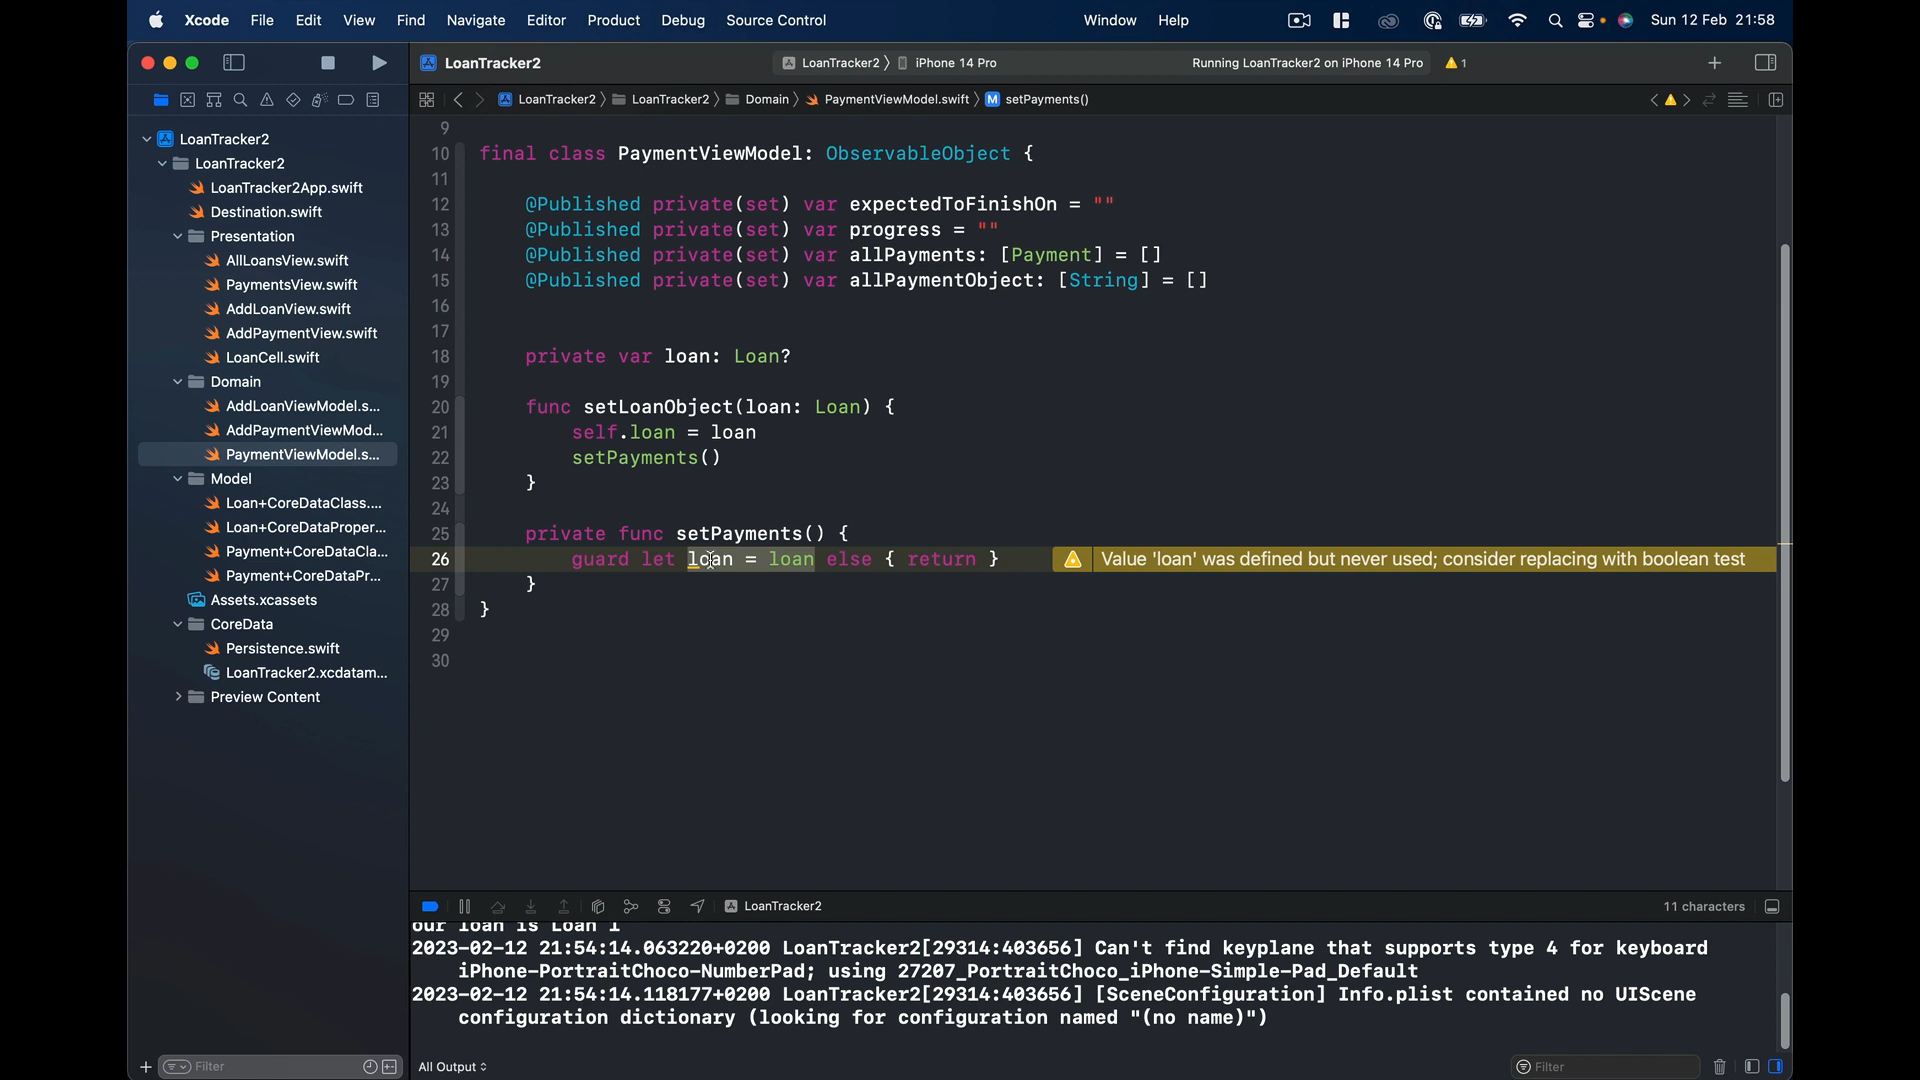 Xcode File Edit View Find Navigate Editor Product Debug Source Control Window Help Sun 12 Feb 21:58
LoanTracker2 LoanTracker2 iPhone 14 Pro Running LoanTracker2 on iPhone 14 Pro 1
LoanTracker2 LoanTracker2 Domain PaymentViewModel.swift M setPayments()
LoanTracker2
LoanTracker2
LoanTracker2App.swift
Destination.swift
Presentation
AllLoansView.swift
PaymentsView.swift
AddLoanView.swift
AddPaymentView.swift
LoanCell.swift
Domain
AddLoanViewModel.s...
AddPaymentViewMod...
PaymentViewModel.s...
Model
Loan+CoreDataClass....
Loan+CoreDataProper...
Payment+CoreDataCla...
Payment+CoreDataPr...
Assets.xcassets
CoreData
Persistence.swift
LoanTracker2.xcdatam...
Preview Content
Filter
9
10 final class PaymentViewModel: ObservableObject {
11
12 @Published private(set) var expectedToFinishOn = ""
13 @Published private(set) var progress = ""
14 @Published private(set) var allPayments: [Payment] = []
15 @Published private(set) var allPaymentObject: [String] = []
16
17
18 private var loan: Loan?
19
20 func setLoanObject(loan: Loan) {
21 self.loan = loan
22 setPayments()
23 }
24
25 private func setPayments() {
26 guard let loan = loan else { return } Value 'loan' was defined but never used; consider replacing with boolean test
27 }
28 }
29
30
LoanTracker2 11 characters
our loan is Loan 1
2023-02-12 21:54:14.063220+0200 LoanTracker2[29314:403656] Can't find keyplane that supports type 4 for keyboard
iPhone-PortraitChoco-NumberPad; using 27207_PortraitChoco_iPhone-Simple-Pad_Default
2023-02-12 21:54:14.118177+0200 LoanTracker2[29314:403656] [SceneConfiguration] Info.plist contained no UIScene
configuration dictionary (looking for configuration named "(no name)")
All Output Filter